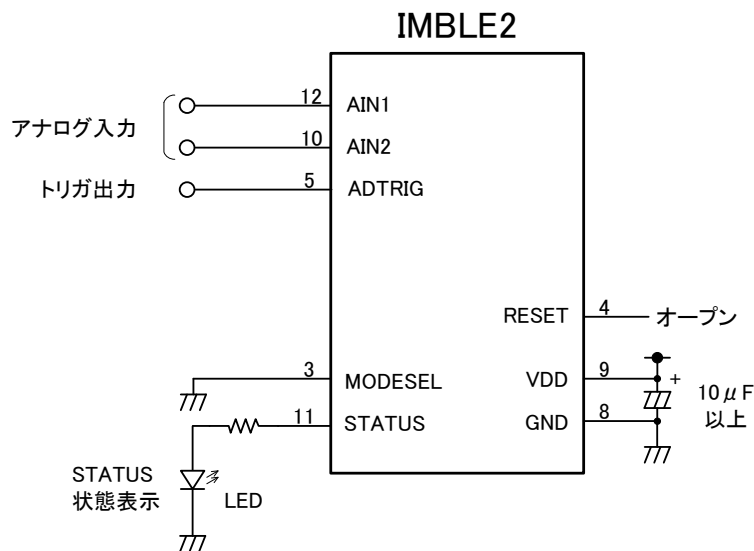 IMBLE2
アナログ入力
12 AIN1
10 AIN2
トリガ出力
5 ADTRIG
RESET 4 オープン
3 MODESEL
VDD 9 +
10μF
以上
11 STATUS
GND 8
STATUS
状態表示
LED